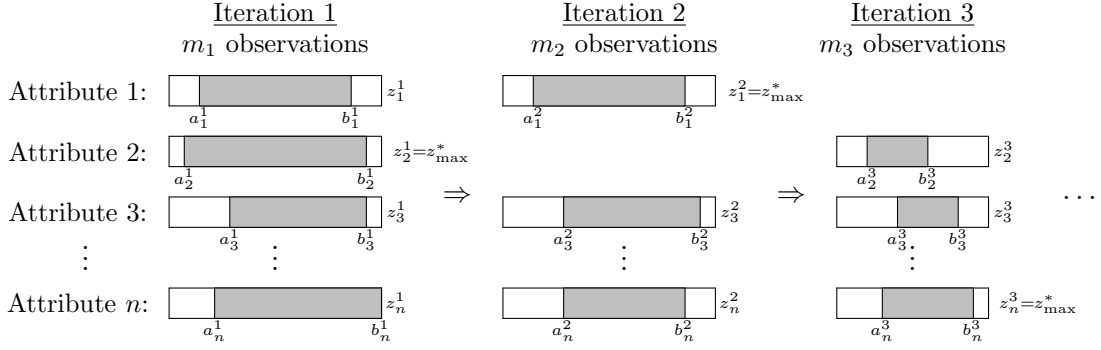 Iteration 1 Iteration 2 Iteration 3
m₁ observations m₂ observations m₃ observations
Attribute 1: z₁¹ z₁²=z*ₘₐₓ
a₁¹ b₁¹ a₁² b₁²
Attribute 2: z₂¹=z*ₘₐₓ z₂³
a₂¹ b₂¹ a₂³ b₂³
⇒ ⇒
Attribute 3: z₃¹ z₃² z₃³ ⋯
a₃¹ b₃¹ a₃² b₃² a₃³ b₃³
⋮ ⋮ ⋮ ⋮
Attribute n: zₙ¹ zₙ² zₙ³=z*ₘₐₓ
aₙ¹ bₙ¹ aₙ² bₙ² aₙ³ bₙ³